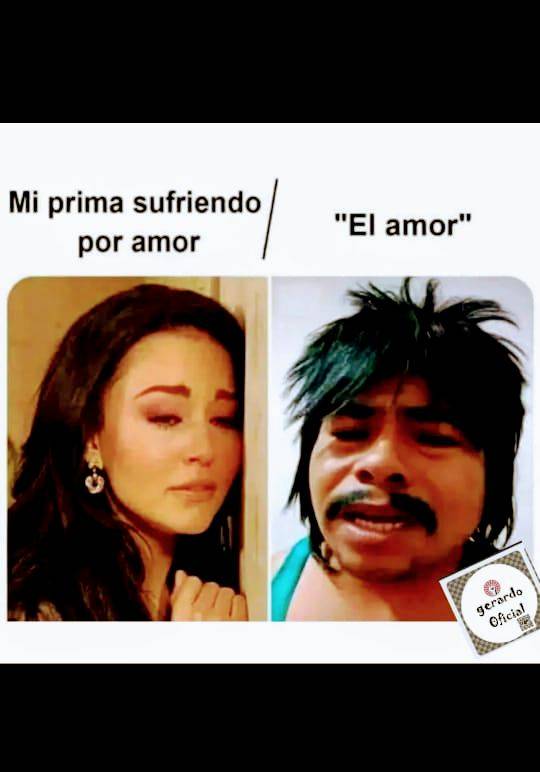 Mi prima sufriendo
por amor
/
"El amor"
gerardo
Oficial